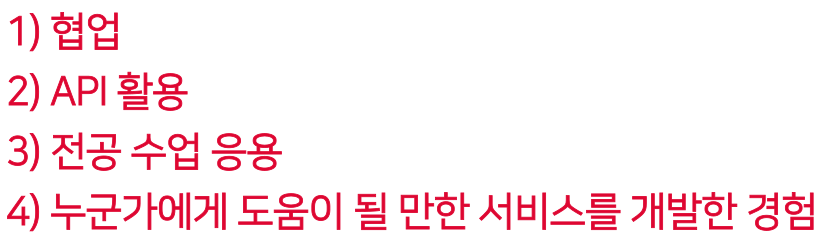 1) 협업
2) API 활용
3) 전공 수업 응용
4) 누군가에게 도움이 될 만한 서비스를 개발한 경험